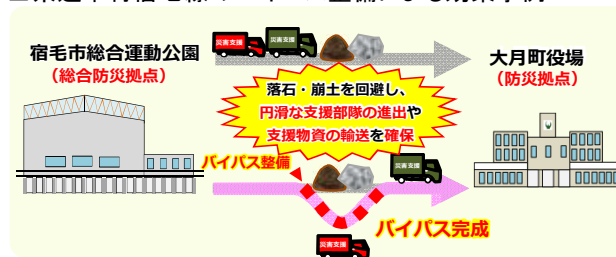 宿毛市総合運動公園
(総合防災拠点)
災害支援
災害支援
大月町役場
(防災拠点)
落石・崩土を回避し、
円滑な支援部隊の進出や
支援物資の輸送を確保
バイパス整備
災害支援
バイパス完成
災害支援